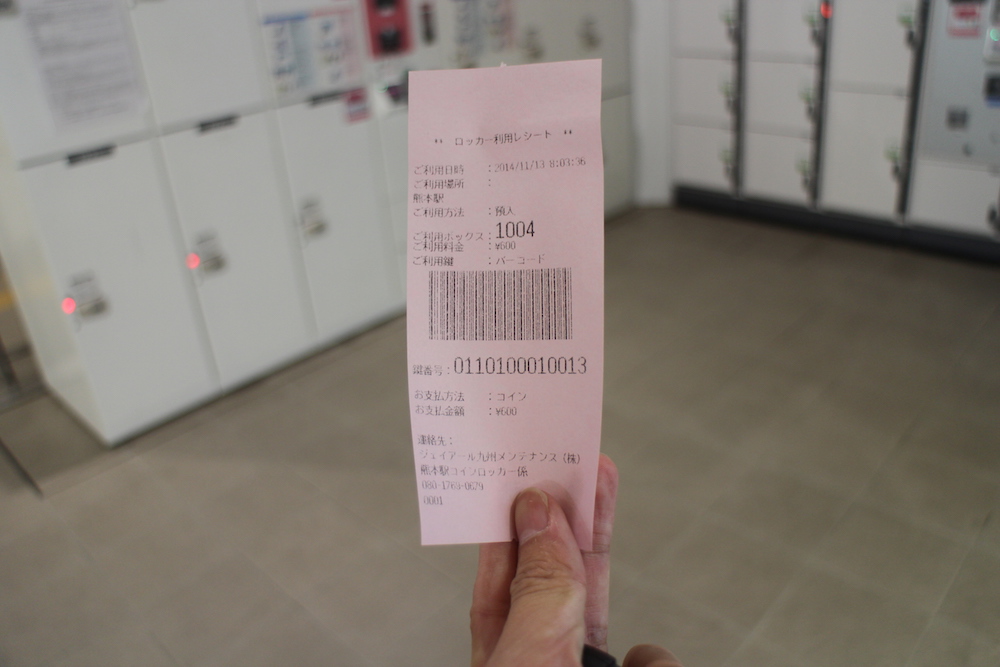 ** ロッカー利用レシート **
ご利用日時 :2014/11/13 8:03:36
ご利用場所 :
熊本駅
ご利用方法 :預入
ご利用ボックス:1004
ご利用料金 :¥600
ご利用鍵 :バーコード
鍵番号:0110100010013
お支払方法 :コイン
お支払金額 :¥600
連絡先:
ジェイアール九州メンテナンス(株)
熊本駅コインロッカー係
0001